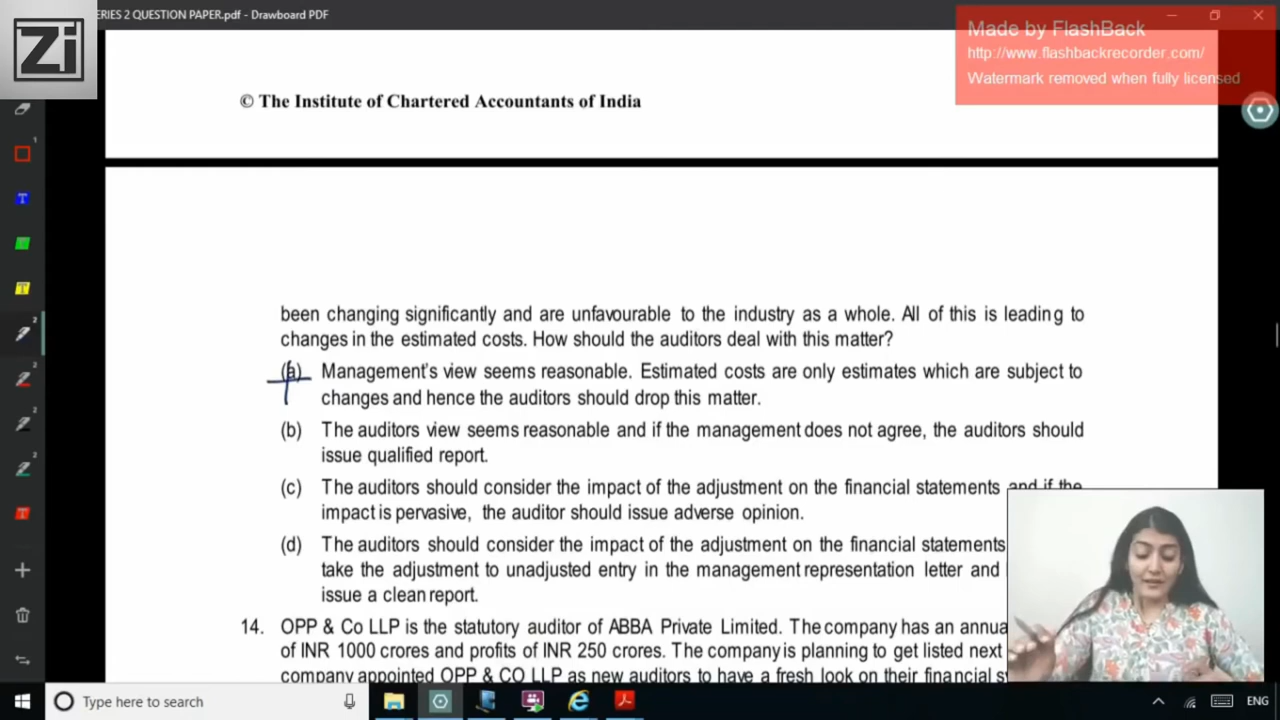 ERIES 2 QUESTION PAPER.pdf - Drawboard PDF
Zi
Made by FlashBack
http://www.flashbackrecorder.com/
Watermark removed when fully licensed
© The Institute of Chartered Accountants of India
been changing significantly and are unfavourable to the industry as a whole. All of this is leading to
changes in the estimated costs. How should the auditors deal with this matter?
(a) Management's view seems reasonable. Estimated costs are only estimates which are subject to
changes and hence the auditors should drop this matter.
(b) The auditors view seems reasonable and if the management does not agree, the auditors should
issue qualified report.
(c) The auditors should consider the impact of the adjustment on the financial statements and if the
impact is pervasive, the auditor should issue adverse opinion.
(d) The auditors should consider the impact of the adjustment on the financial statements
take the adjustment to unadjusted entry in the management representation letter and
issue a clean report.
14. OPP & Co LLP is the statutory auditor of ABBA Private Limited. The company has an annua
of INR 1000 crores and profits of INR 250 crores. The company is planning to get listed next
company appointed OPP & CO LLP as new auditors to have a fresh look on their financial s
Type here to search
ENG